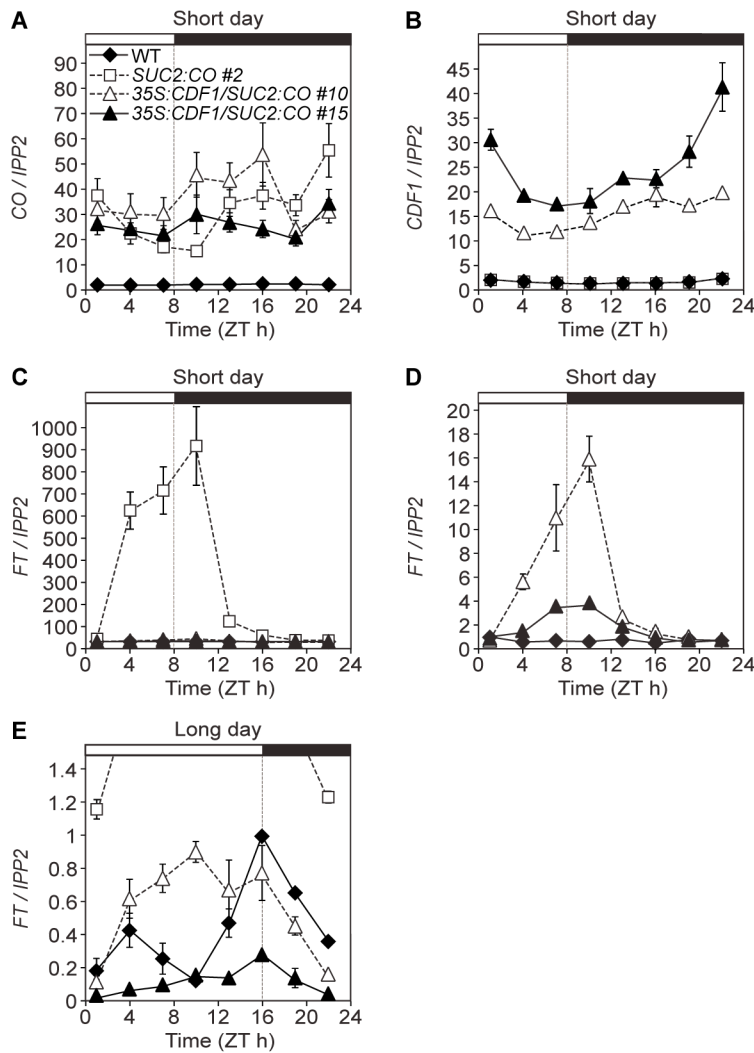 A
Short day
WT
SUC2:CO #2
35S:CDF1/SUC2:CO #10
35S:CDF1/SUC2:CO #15
CO / IPP2
90
80
70
60
50
40
30
20
10
0
0 4 8 12 16 20 24
Time (ZT h)
B
Short day
CDF1 / IPP2
45
40
35
30
25
20
15
10
5
0
0 4 8 12 16 20 24
Time (ZT h)
C
Short day
FT / IPP2
1000
900
800
700
600
500
400
300
200
100
0
0 4 8 12 16 20 24
Time (ZT h)
D
Short day
FT / IPP2
20
18
16
14
12
10
8
6
4
2
0
0 4 8 12 16 20 24
Time (ZT h)
E
Long day
FT / IPP2
1.4
1.2
1
0.8
0.6
0.4
0.2
0
0 4 8 12 16 20 24
Time (ZT h)